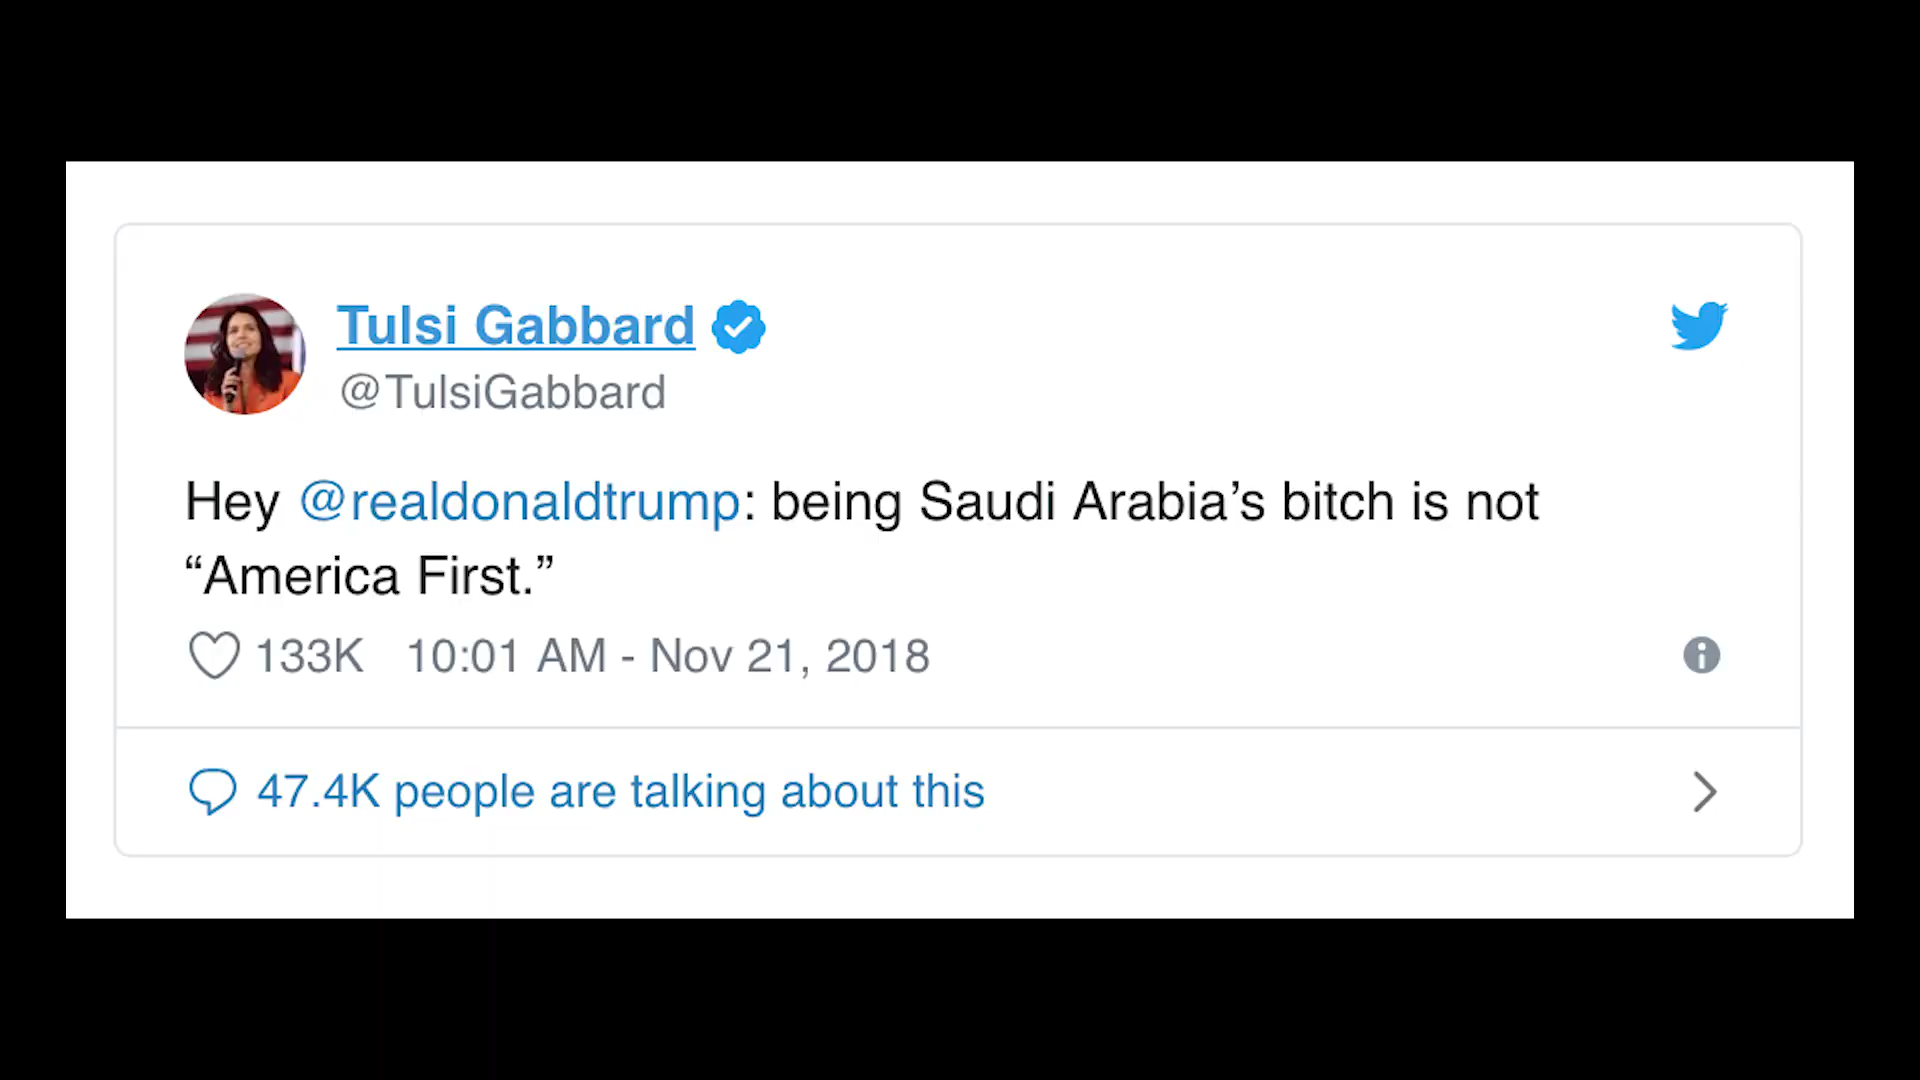 Tulsi Gabbard
@TulsiGabbard
Hey @realdonaldtrump: being Saudi Arabia’s bitch is not
“America First.”
133K 10:01 AM - Nov 21, 2018
47.4K people are talking about this